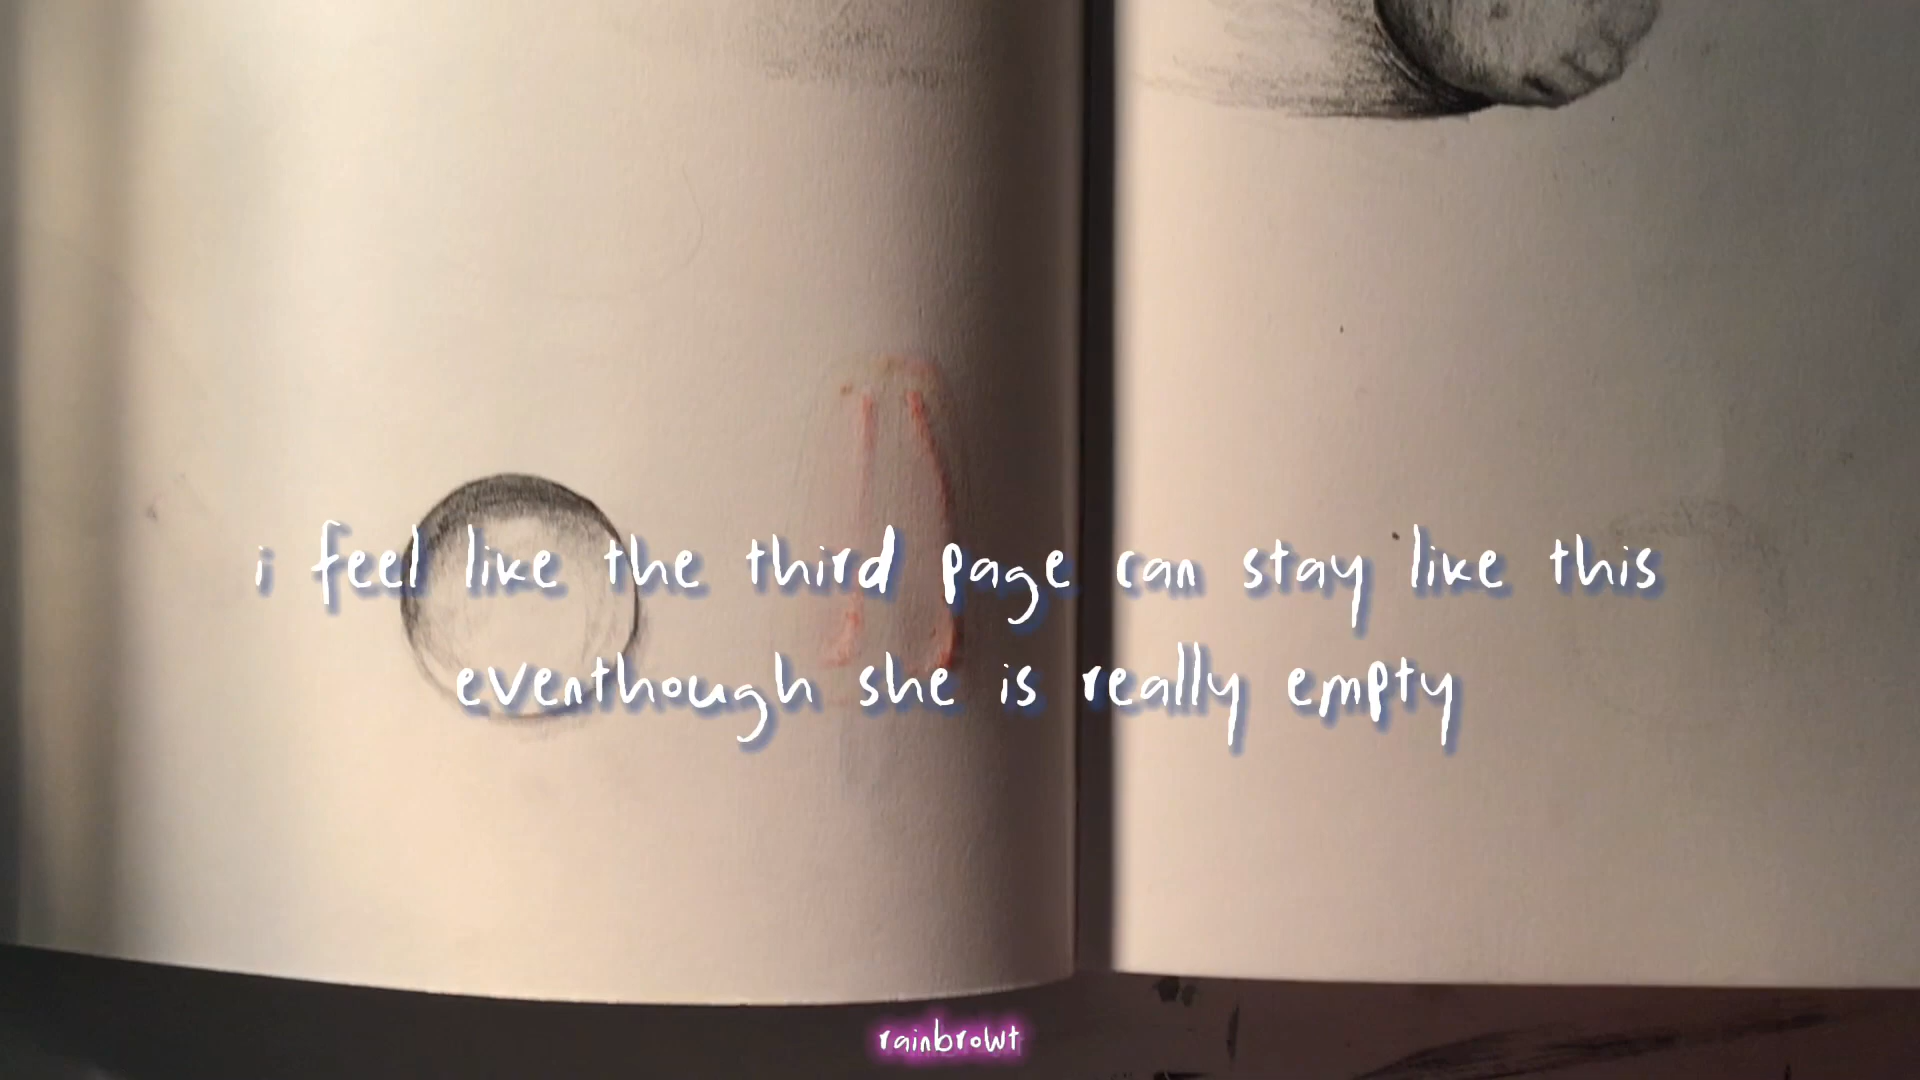 i feel like the third page can stay like this
eventhough she is really empty
rainbrowt